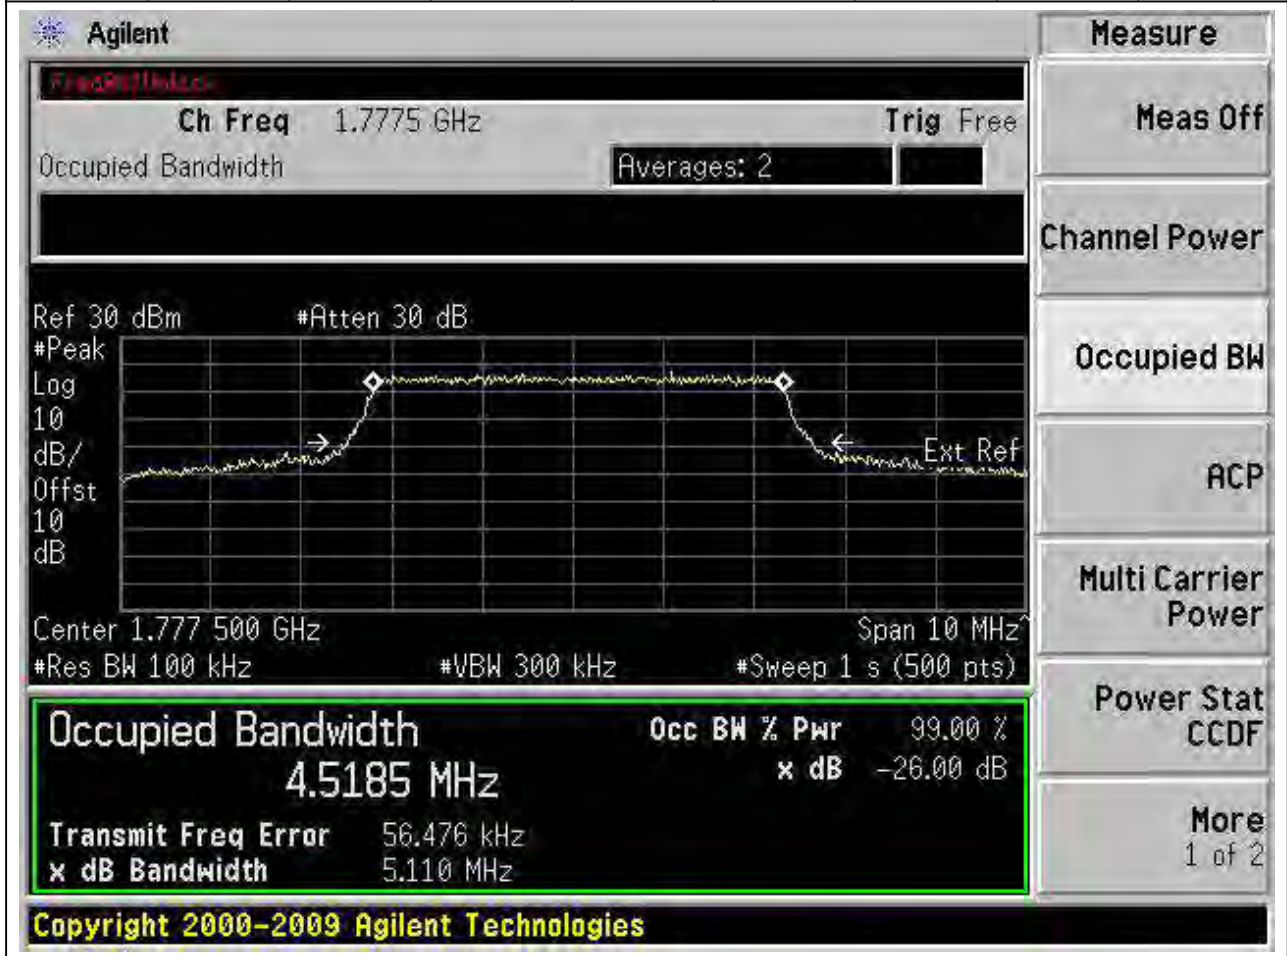 Agilent
Measure
Ch Freq 1.7775 GHz Trig Free
Occupied Bandwidth Averages: 2
Meas Off
Channel Power
Occupied BW
ACP
Multi Carrier
Power
Power Stat
CCDF
More
1 of 2
Ref 30 dBm #Atten 30 dB
#Peak
Log
10
dB/
Offst
10
dB
Ext Ref
Center 1.777 500 GHz Span 10 MHz^
#Res BW 100 kHz #VBW 300 kHz #Sweep 1 s (500 pts)
Occupied Bandwidth Occ BW % Pwr 99.00 %
4.5185 MHz x dB -26.00 dB
Transmit Freq Error 56.476 kHz
x dB Bandwidth 5.110 MHz
Copyright 2000-2009 Agilent Technologies